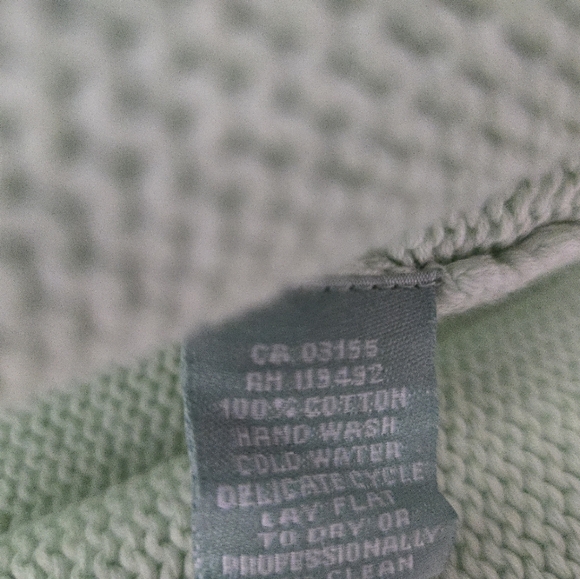 CA 03155
RN 119492
100% COTTON
HAND WASH
COLD WATER
DELICATE CYCLE
LAY FLAT
TO DRY OR
PROFESSIONALLY
CLEAN